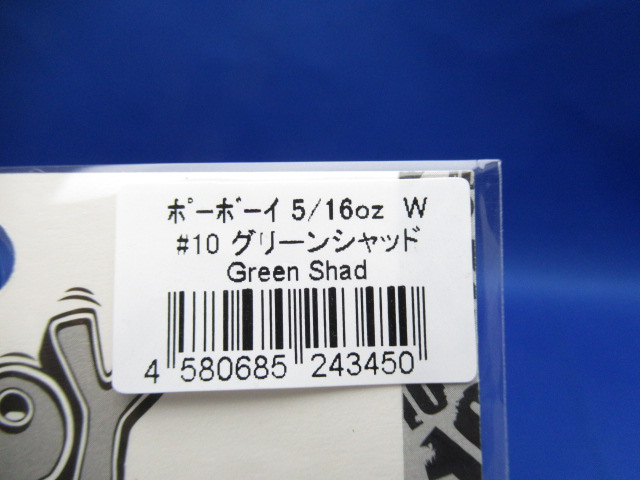 ﾎﾟｰﾎﾞｰｲ 5/16oz W
#10 グリーンシャッド
Green Shad
4 580685 243450